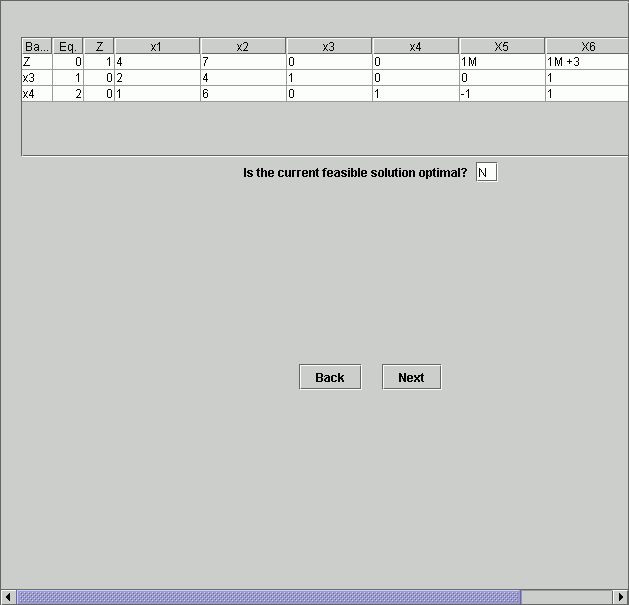 Ba... Eq. Z x1 x2 x3 x4 X5 X6
Z 0 1 4 7 0 0 1M 1M +3
x3 1 0 2 4 1 0 0 1
x4 2 0 1 6 0 1 -1 1
Is the current feasible solution optimal? N
Back Next